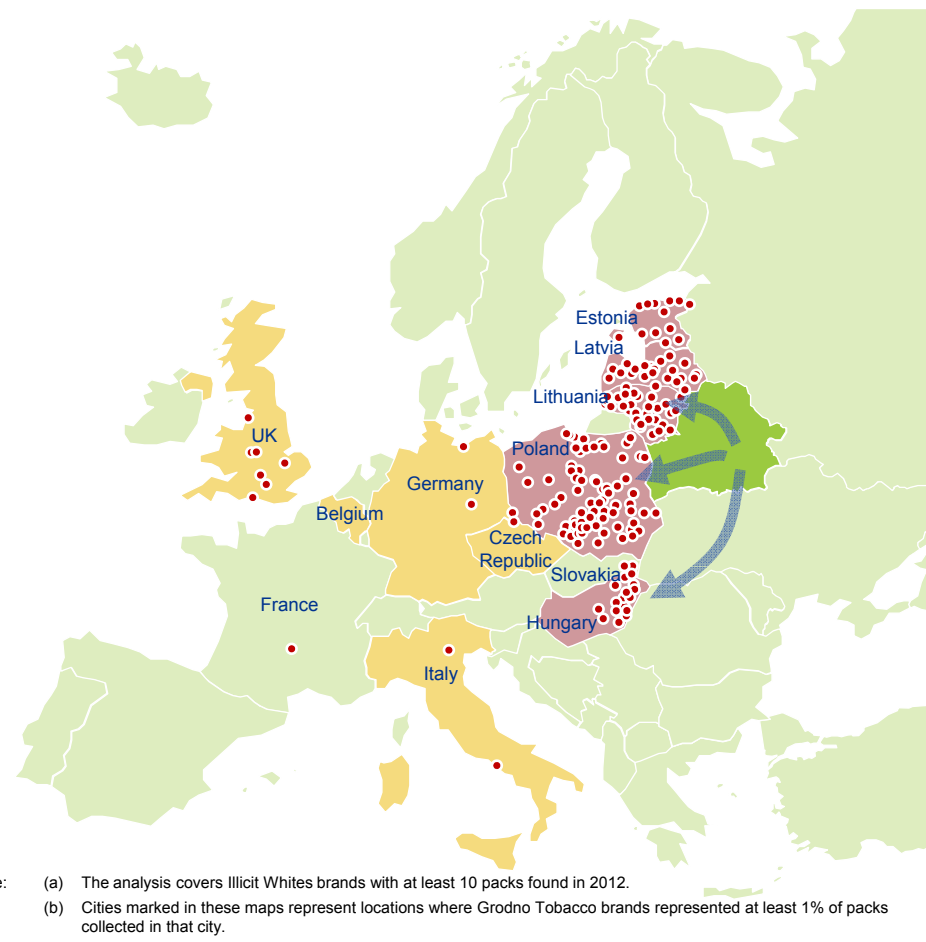 Estonia
Latvia
Lithuania
UK
Poland
Germany
Belgium
Czech
Republic
Slovakia
France
Hungary
Italy
e:
(a) The analysis covers Illicit Whites brands with at least 10 packs found in 2012.
(b) Cities marked in these maps represent locations where Grodno Tobacco brands represented at least 1% of packs
collected in that city.